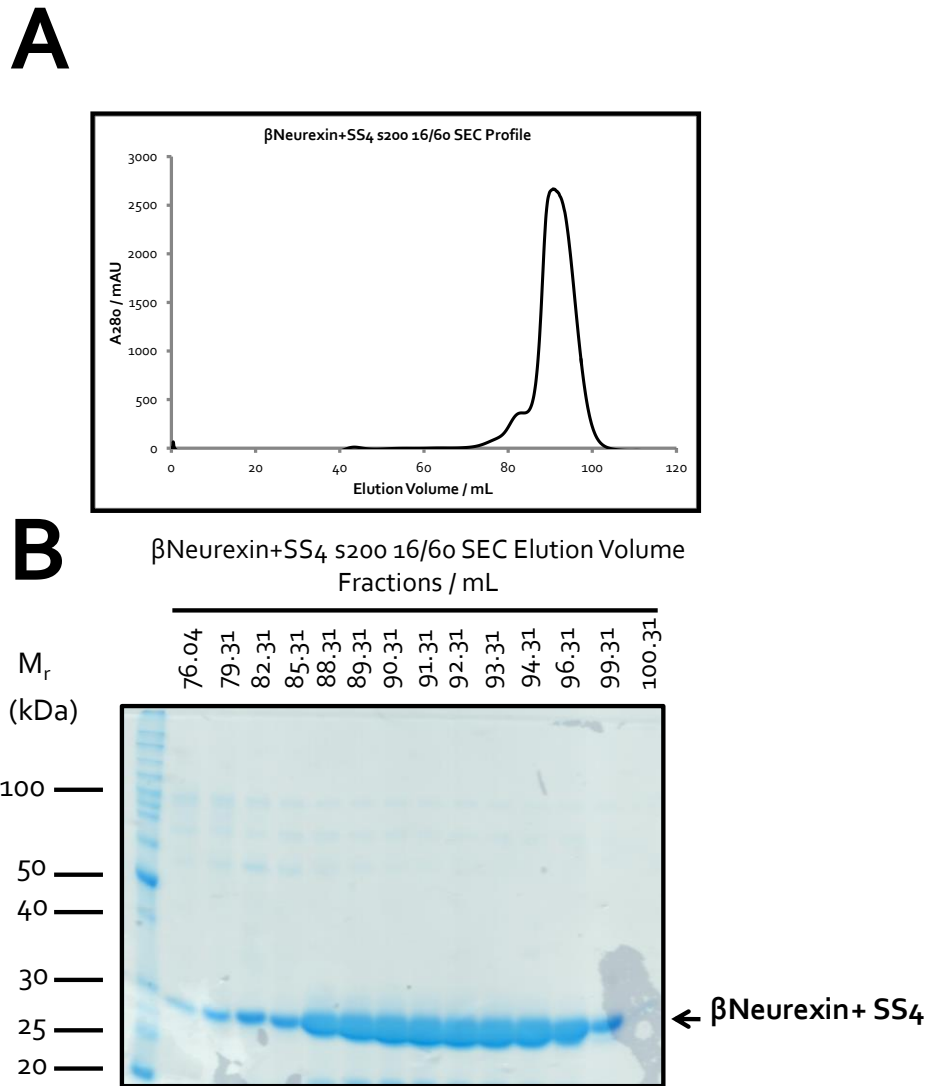 A
βNeurexin+SS4 s200 16/60 SEC Profile
3000
2500
2000
1500
1000
500
0
A280 / mAU
0 20 40 60 80 100 120
Elution Volume / mL
B
βNeurexin+SS4 s200 16/60 SEC Elution Volume
Fractions / mL
76.04 79.31 82.31 85.31 88.31 89.31 90.31 91.31 92.31 93.31 94.31 96.31 99.31 100.31
Mr
(kDa)
100
50
40
30
25
20
βNeurexin+ SS4